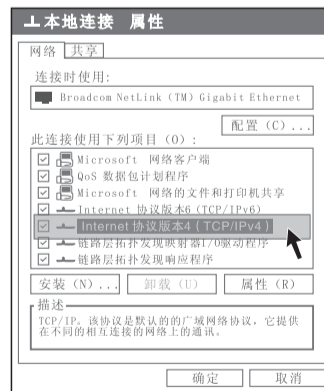 本地连接 属性
网络 共享
连接时使用:
Broadcom NetLink (TM) Gigabit Ethernet
配置 (C) ...
此连接使用下列项目 (O) :
Microsoft 网络客户端
QoS 数据包计划程序
Microsoft 网络的文件和打印机共享
Internet 协议版本6 (TCP/IPv6)
Internet 协议版本4 ( TCP/IPv4 )
链路层拓扑发现映射器I/O驱动程序
链路层拓扑发现响应程序
安装 (N) ... 卸载 (U) 属性 (R)
描述
TCP/IP。该协议是默认的的广域网络协议，它提供
在不同的相互连接的网络上的通讯。
确定 取消